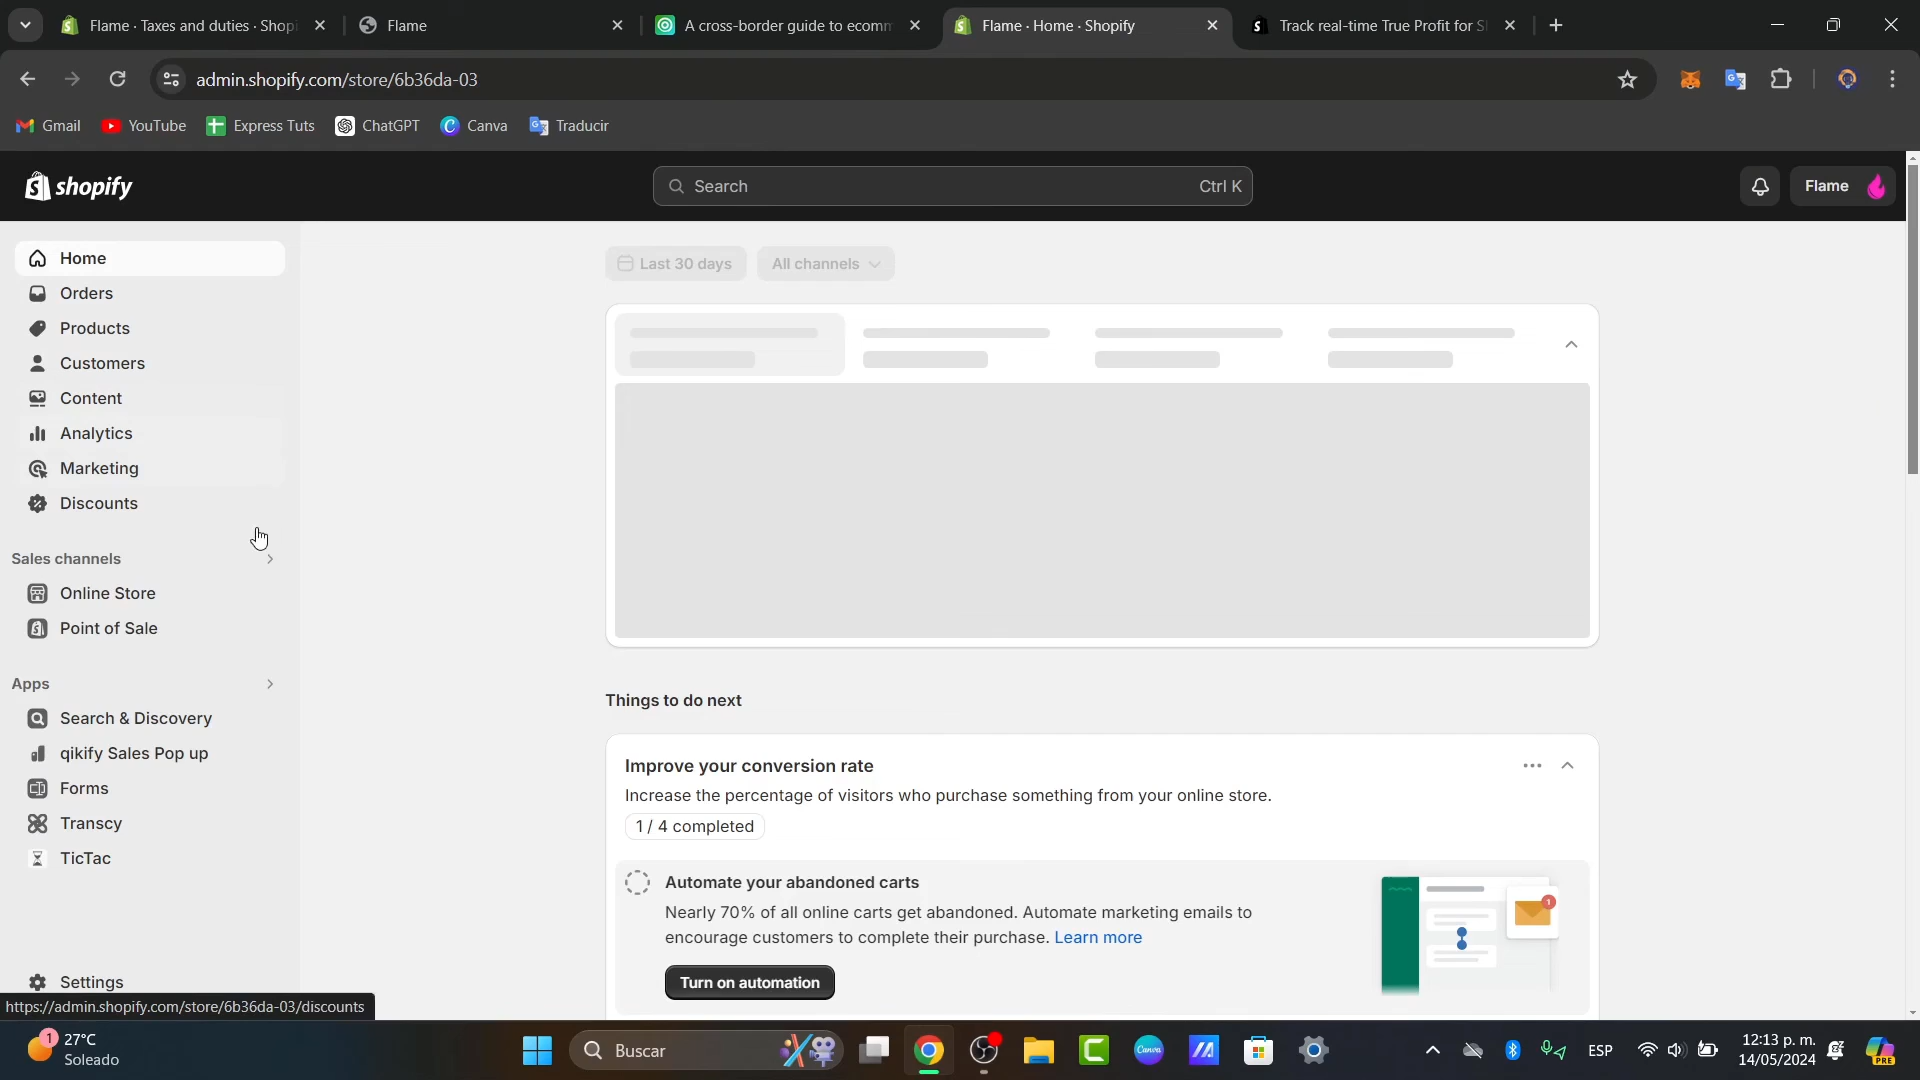 Flame · Taxes and duties · Shopi
Flame
A cross-border guide to ecomm
Flame · Home · Shopify
Track real-time True Profit for S
admin.shopify.com/store/6b36da-03
Gmail
YouTube
Express Tuts
ChatGPT
Canva
Traducir
shopify
Search
Ctrl K
Flame
Home
Orders
Products
Customers
Content
Analytics
Marketing
Discounts
Sales channels
Online Store
Point of Sale
Apps
Search & Discovery
qikify Sales Pop up
Forms
Transcy
TicTac
Settings
https://admin.shopify.com/store/6b36da-03/discounts
Last 30 days
All channels
Things to do next
Improve your conversion rate
Increase the percentage of visitors who purchase something from your online store.
1 / 4 completed
Automate your abandoned carts
Nearly 70% of all online carts get abandoned. Automate marketing emails to
encourage customers to complete their purchase. Learn more
Turn on automation
1
1
27°C
Soleado
Buscar
Canva
ESP
12:13 p. m.
14/05/2024
PRE